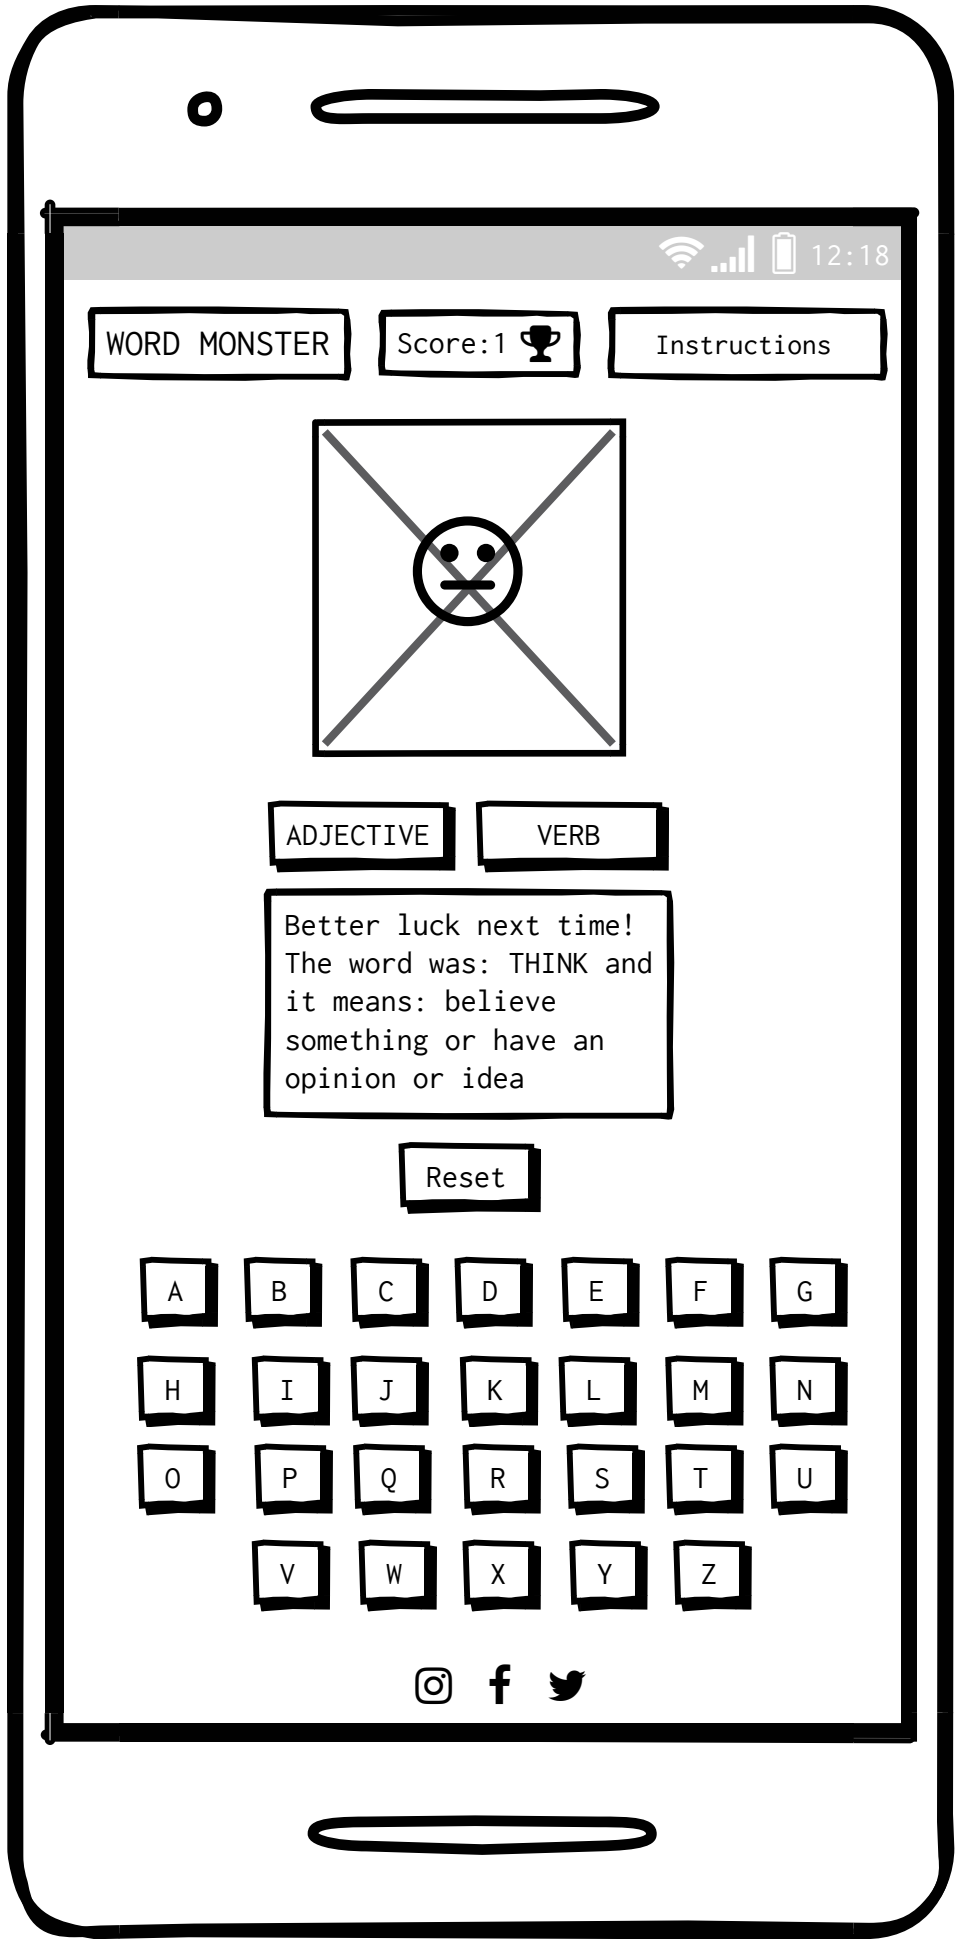 12:18
WORD MONSTER
Score:1
Instructions
ADJECTIVE
VERB
Better luck next time!
The word was: THINK and
it means: believe
something or have an
opinion or idea
Reset
A B C D E F G
H I J K L M N
O P Q R S T U
V W X Y Z